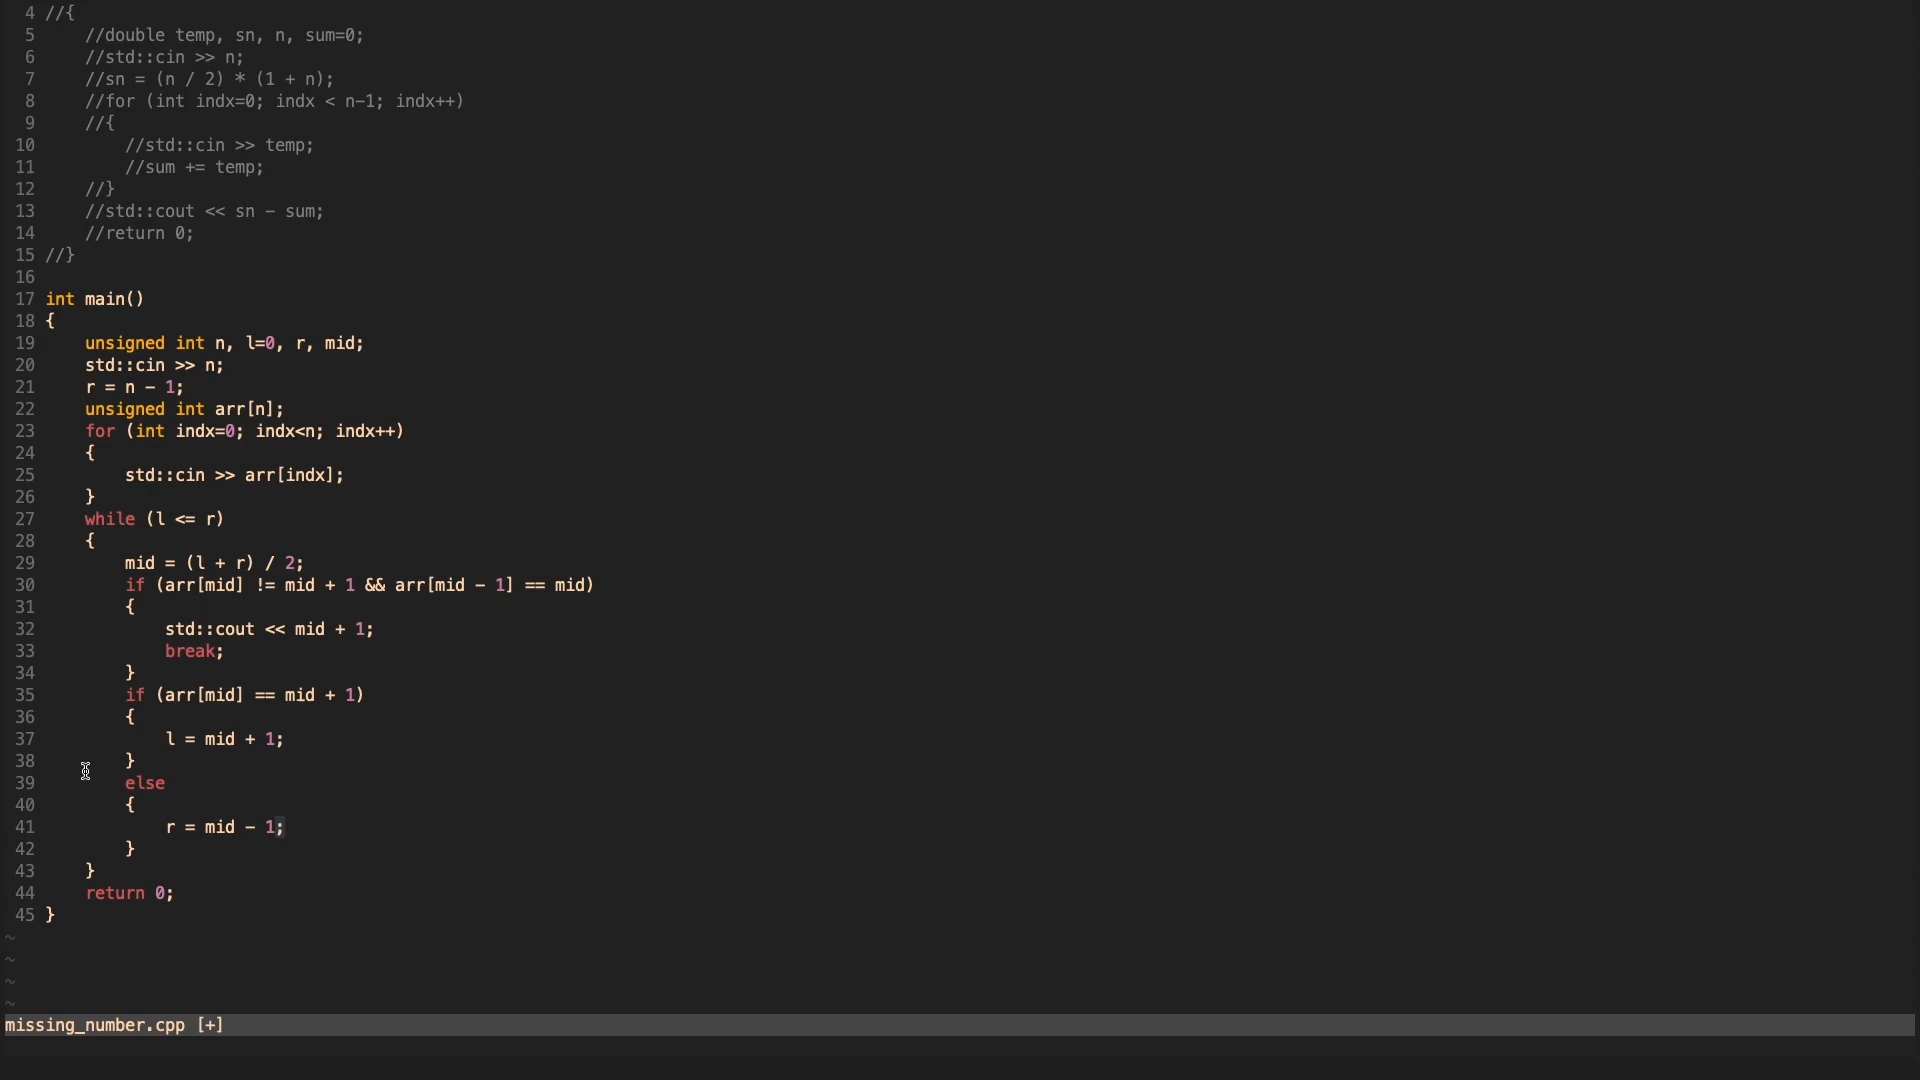 4 //{
5     //double temp, sn, n, sum=0;
6     //std::cin >> n;
7     //sn = (n / 2) * (1 + n);
8     //for (int indx=0; indx < n-1; indx++)
9     //{
10         //std::cin >> temp;
11         //sum += temp;
12     //}
13     //std::cout << sn - sum;
14     //return 0;
15 //}
16
17 int main()
18 {
19     unsigned int n, l=0, r, mid;
20     std::cin >> n;
21     r = n - 1;
22     unsigned int arr[n];
23     for (int indx=0; indx<n; indx++)
24     {
25         std::cin >> arr[indx];
26     }
27     while (l <= r)
28     {
29         mid = (l + r) / 2;
30         if (arr[mid] != mid + 1 && arr[mid - 1] == mid)
31         {
32             std::cout << mid + 1;
33             break;
34         }
35         if (arr[mid] == mid + 1)
36         {
37             l = mid + 1;
38         }
39         else
40         {
41             r = mid - 1;
42         }
43     }
44     return 0;
45 }
~
~
~
~
missing_number.cpp [+]